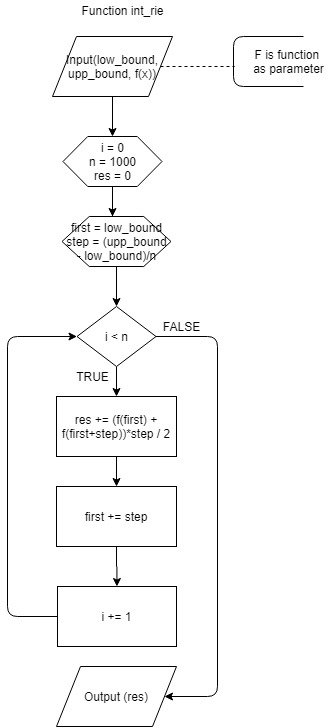 Function int_rie
Input(low_bound,
upp_bound, f(x))
F is function
as parameter
i = 0
n = 1000
res = 0
first = low_bound
step = (upp_bound
- low_bound)/n
i < n
FALSE
TRUE
res += (f(first) +
f(first+step))*step / 2
first += step
i += 1
Output (res)